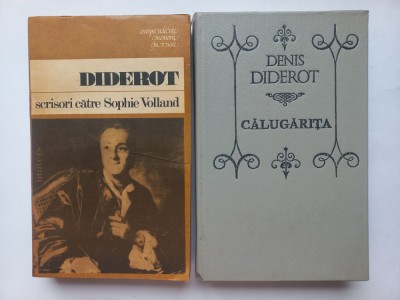 DIDEROT
scrisori către Sophie Volland
DENIS
DIDEROT
CĂLUGĂRIȚA